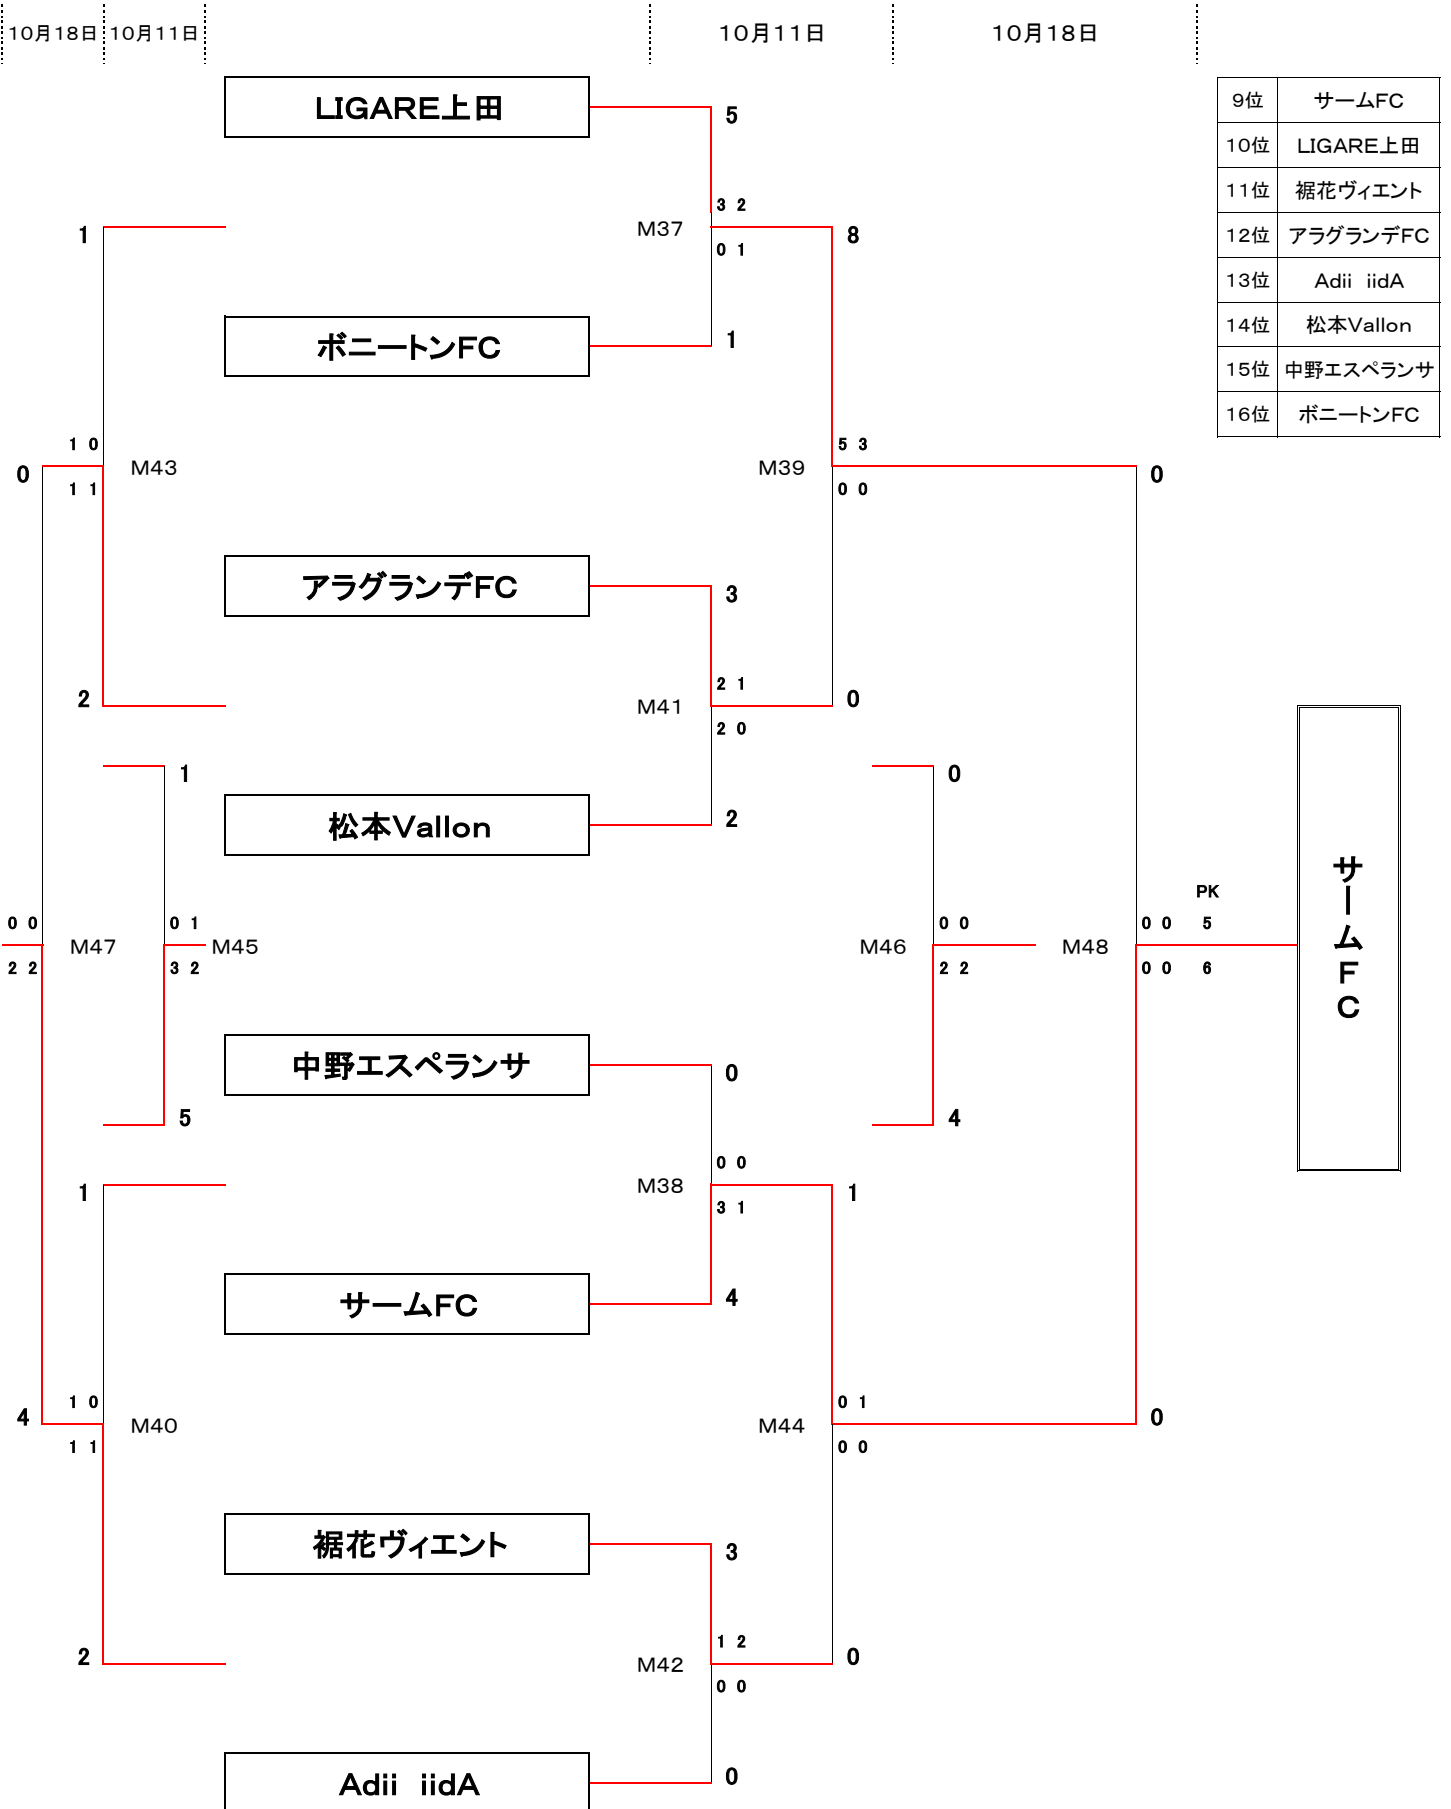 10月18日 10月11日 10月11日 10月18日
9位 サームFC
LIGARE上田 5
10位 LIGARE上田
11位 裾花ヴィエント
3 2
1 M37 8
12位 アラグランデFC
0 1
13位 Adii iidA
14位 松本Vallon
ボニートンFC 1
15位 中野エスペランサ
16位 ボニートンFC
1 0 5 3
0 M43 M39 0
1 1 0 0
アラグランデFC 3
2 1
2 M41 0
2 0
1 0
松本Vallon 2
サームFC
PK
0 0 0 1 0 0 0 0 5
M47 M45 M46 M48
2 2 3 2 2 2 0 0 6
中野エスペランサ 0
5 4
0 0
1 M38 1
3 1
サームFC 4
1 0 0 1
4 M40 M44 0
1 1 0 0
裾花ヴィエント 3
1 2
2 M42 0
0 0
Adii iidA 0